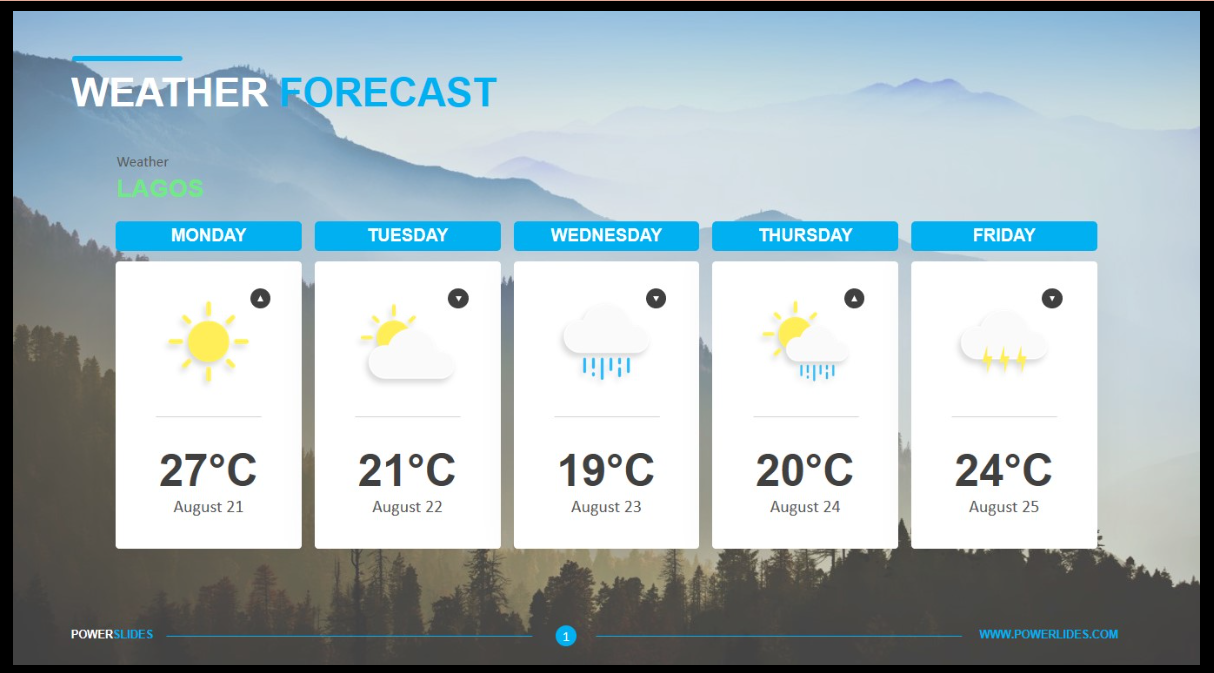 WEATHER FORECAST
Weather
LAGOS
MONDAY TUESDAY WEDNESDAY THURSDAY FRIDAY
27°C 21°C 19°C 20°C 24°C
August 21 August 22 August 23 August 24 August 25
POWERSLIDES 1 WWW.POWERLIDES.COM